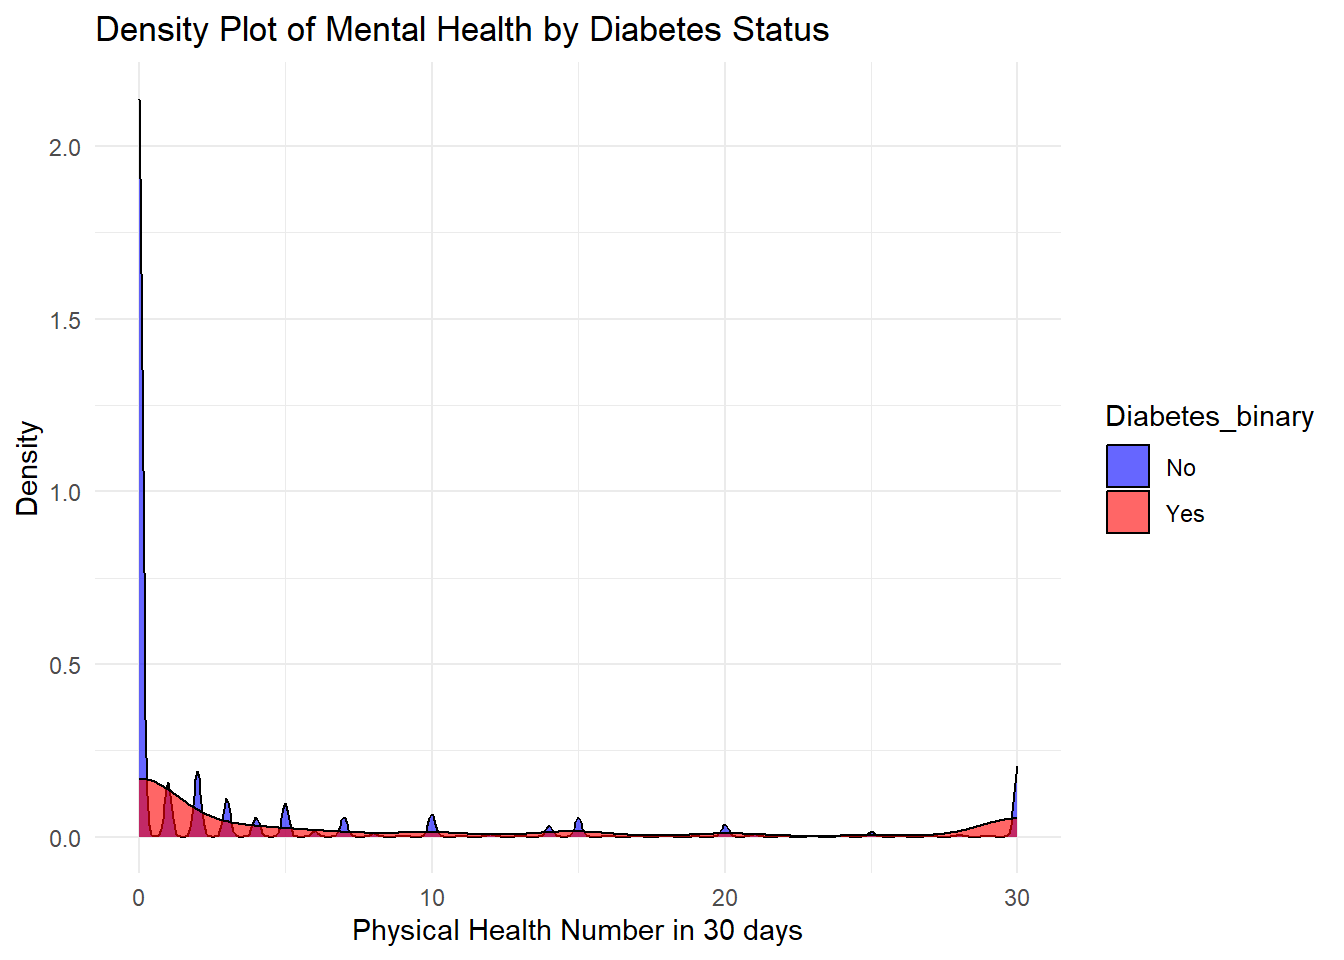 Density Plot of Mental Health by Diabetes Status
2.0
1.5
1.0
0.5
0.0
Density
0 10 20 30
Physical Health Number in 30 days
Diabetes_binary
No
Yes